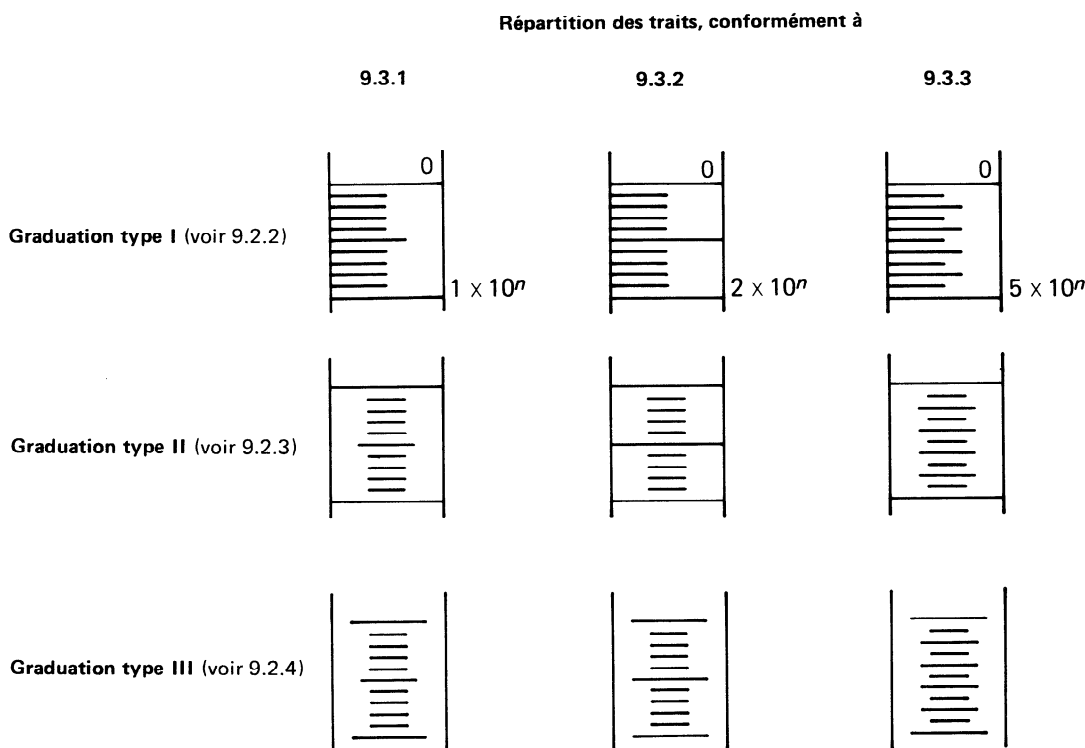 Répartition des traits, conformément à
9.3.1 9.3.2 9.3.3
0 0 0
Graduation type I (voir 9.2.2)
1 × 10ⁿ 2 × 10ⁿ 5 × 10ⁿ
Graduation type II (voir 9.2.3)
Graduation type III (voir 9.2.4)